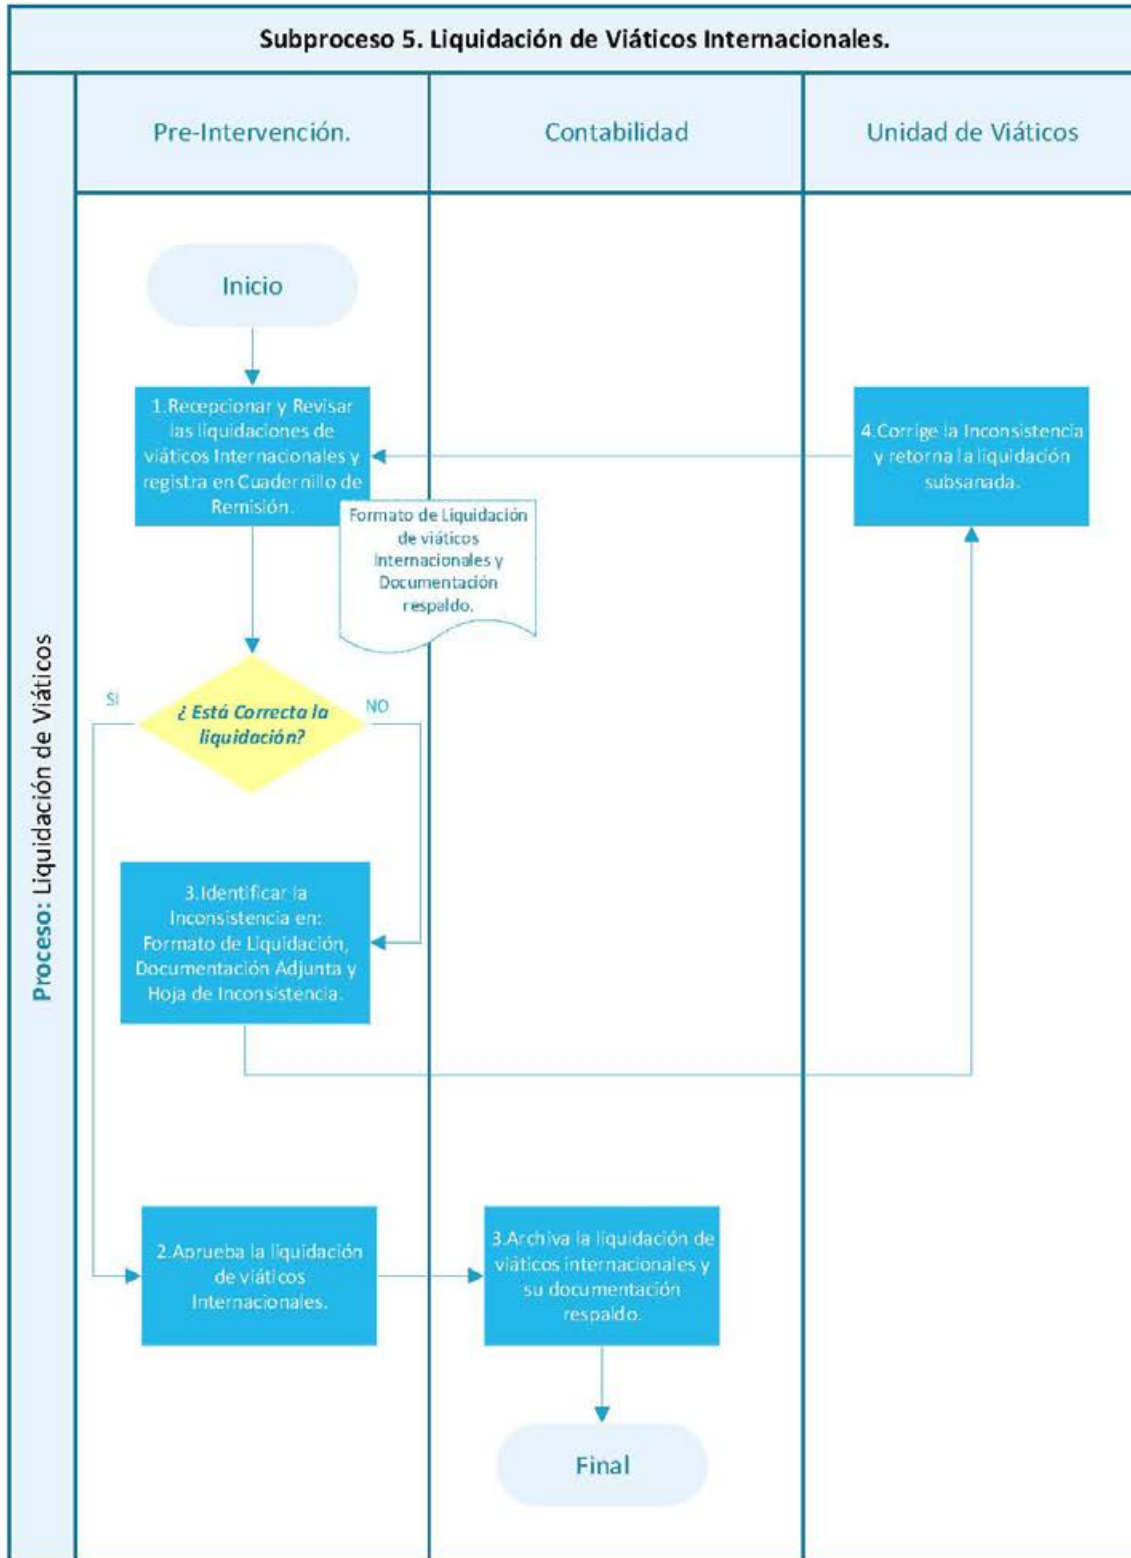 Subproceso 5. Liquidación de Viáticos Internacionales.
Proceso: Liquidación de Viáticos
Pre-Intervención.
Contabilidad
Unidad de Viáticos
Inicio
1.Recepcionar y Revisar
las liquidaciones de
viáticos Internacionales y
registra en Cuadernillo de
Remisión.
4.Corrige la Inconsistencia
y retorna la liquidación
subsanada.
Formato de Liquidación
de viáticos
Internacionales y
Documentación
respaldo.
SI
¿ Está Correcta la
liquidación?
NO
3.Identificar la
Inconsistencia en:
Formato de Liquidación,
Documentación Adjunta y
Hoja de Inconsistencia.
2.Aprueba la liquidación
de viáticos
Internacionales.
3.Archiva la liquidación de
viáticos internacionales y
su documentación
respaldo.
Final